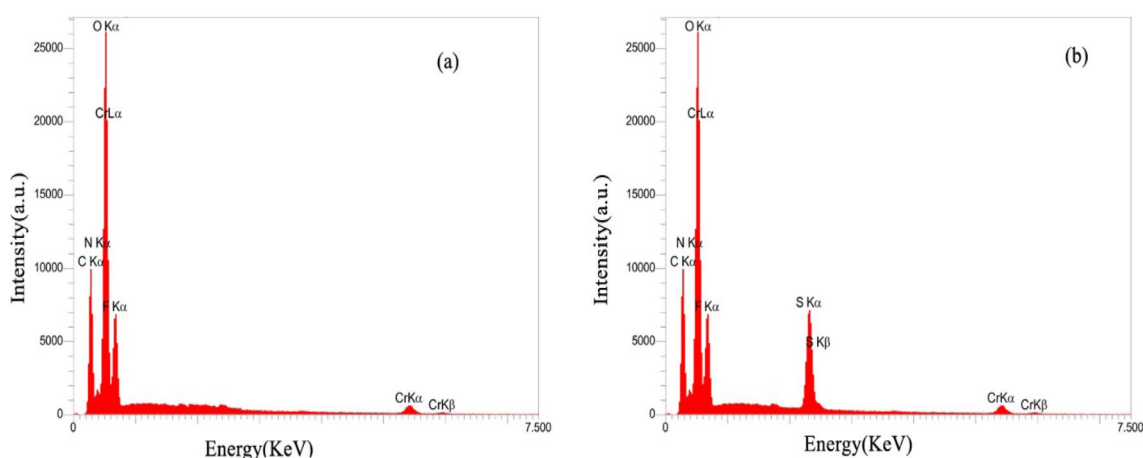 O Kα
(a)
25000
CrLα
20000
Intensity(a.u.)
15000
N Kα
C Kα
10000
F Kα
5000
CrKα
CrKβ
0
0
7.500
Energy(KeV)
O Kα
(b)
25000
CrLα
20000
Intensity(a.u.)
15000
N Kα
C Kα
10000
F Kα
S Kα
S Kβ
5000
CrKα
CrKβ
0
0
7.500
Energy(KeV)